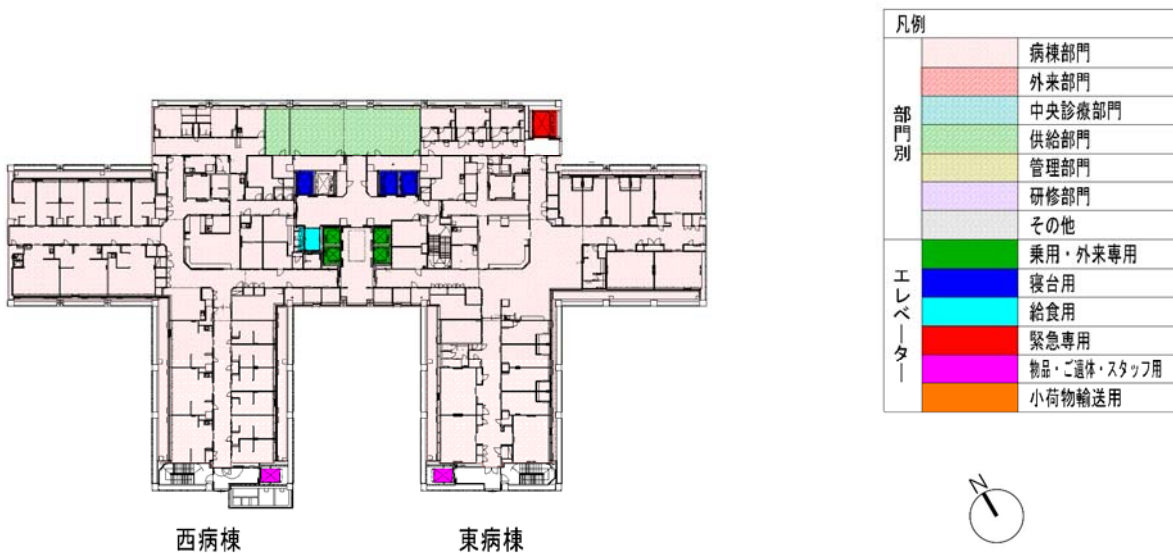 凡例
部門別
病棟部門
外来部門
中央診療部門
供給部門
管理部門
研修部門
その他
エレベーター
乗用・外来専用
寝台用
給食用
緊急専用
物品・ご遺体・スタッフ用
小荷物輸送用
N
西病棟
東病棟